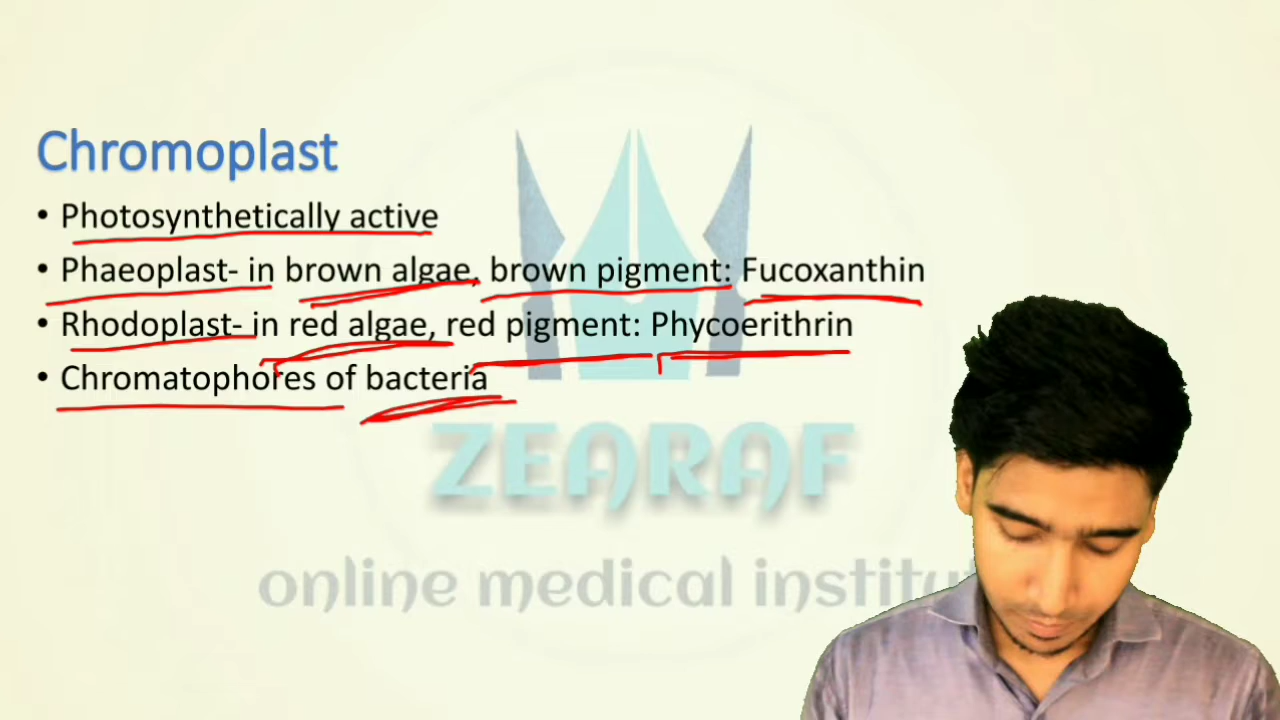 Chromoplast
• Photosynthetically active
• Phaeoplast- in brown algae, brown pigment: Fucoxanthin
• Rhodoplast- in red algae, red pigment: Phycoerithrin
• Chromatophores of bacteria
ZEARAF
online medical